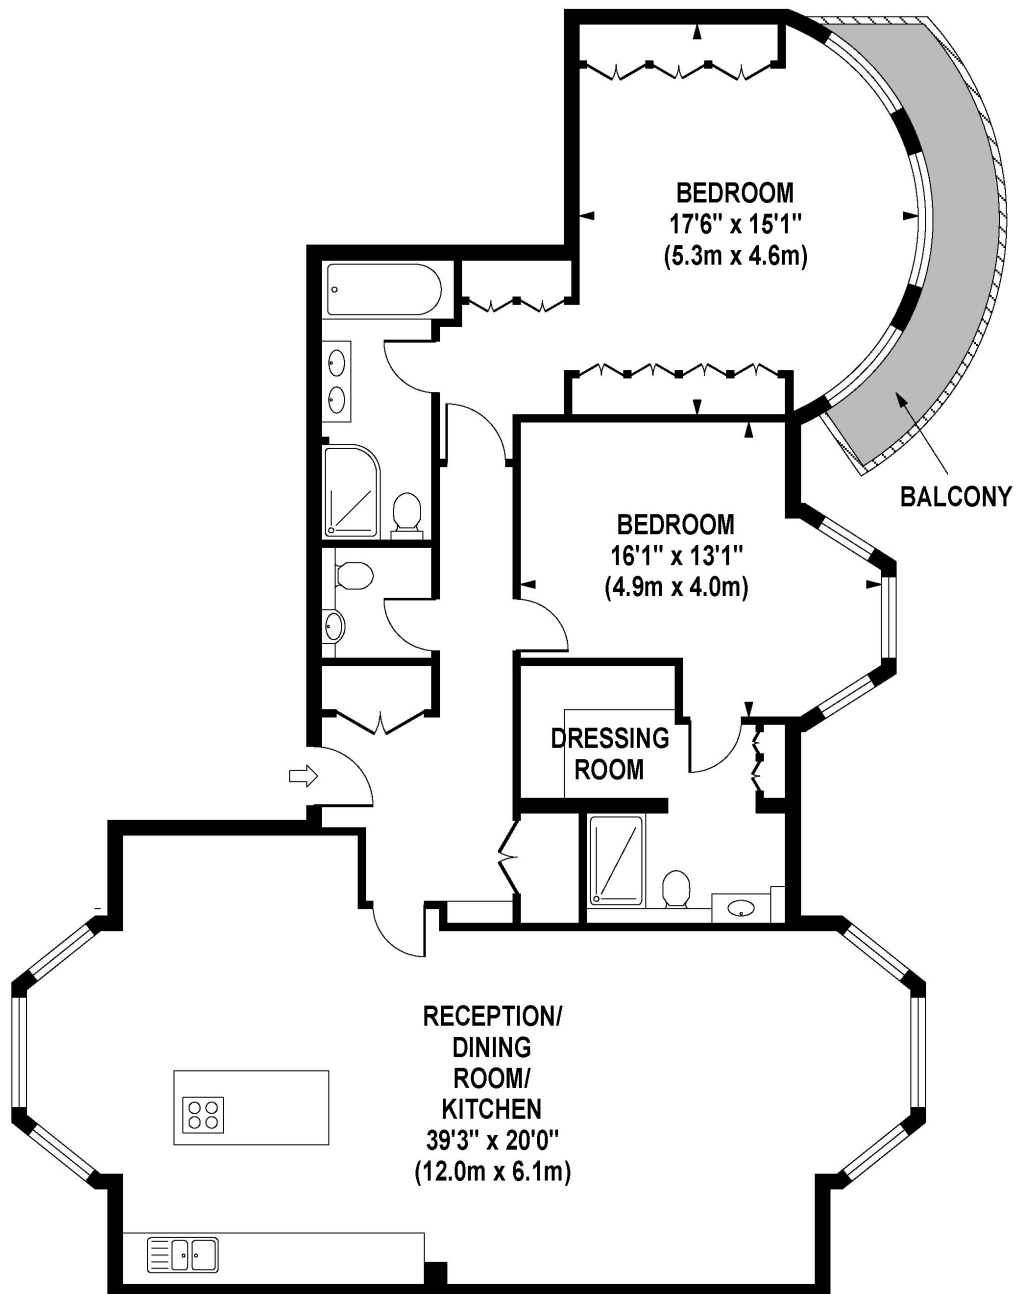 BEDROOM
17'6" x 15'1"
(5.3m x 4.6m)
BALCONY
BEDROOM
16'1" x 13'1"
(4.9m x 4.0m)
DRESSING
ROOM
RECEPTION/
DINING
ROOM/
KITCHEN
39'3" x 20'0"
(12.0m x 6.1m)